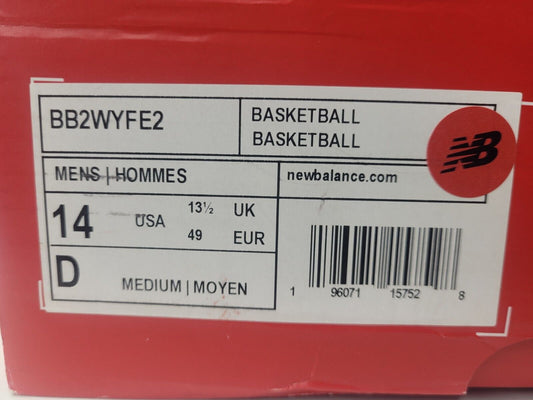 BB2WYFE2
BASKETBALL
BASKETBALL
MENS | HOMMES
newbalance.com
14 USA 13½ UK
49 EUR
D MEDIUM | MOYEN
1 96071 15752 8
NB